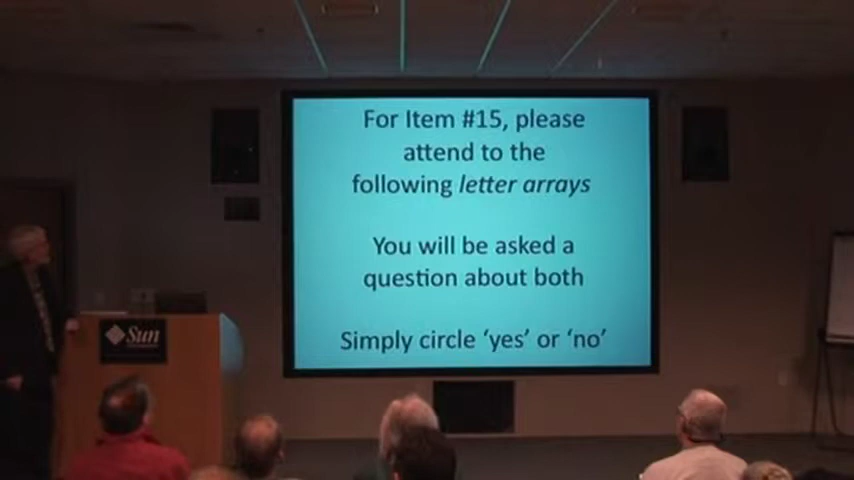 For Item #15, please
attend to the
following letter arrays
You will be asked a
question about both
Simply circle ‘yes’ or ‘no’
Sun